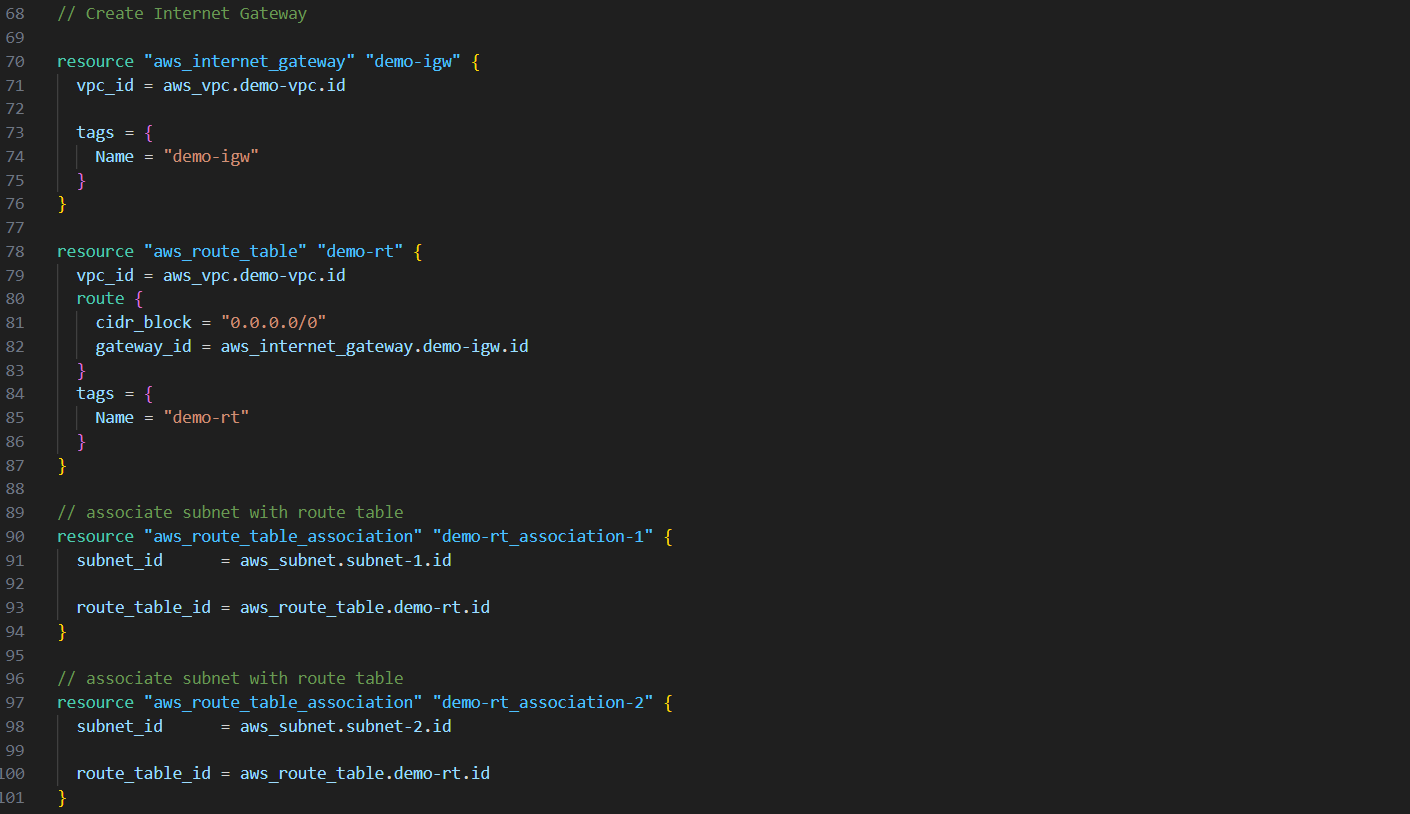 68 // Create Internet Gateway
69
70 resource "aws_internet_gateway" "demo-igw" {
71   vpc_id = aws_vpc.demo-vpc.id
72
73   tags = {
74     Name = "demo-igw"
75   }
76 }
77
78 resource "aws_route_table" "demo-rt" {
79   vpc_id = aws_vpc.demo-vpc.id
80   route {
81     cidr_block = "0.0.0.0/0"
82     gateway_id = aws_internet_gateway.demo-igw.id
83   }
84   tags = {
85     Name = "demo-rt"
86   }
87 }
88
89 // associate subnet with route table
90 resource "aws_route_table_association" "demo-rt_association-1" {
91   subnet_id      = aws_subnet.subnet-1.id
92
93   route_table_id = aws_route_table.demo-rt.id
94 }
95
96 // associate subnet with route table
97 resource "aws_route_table_association" "demo-rt_association-2" {
98   subnet_id      = aws_subnet.subnet-2.id
99
100   route_table_id = aws_route_table.demo-rt.id
101 }